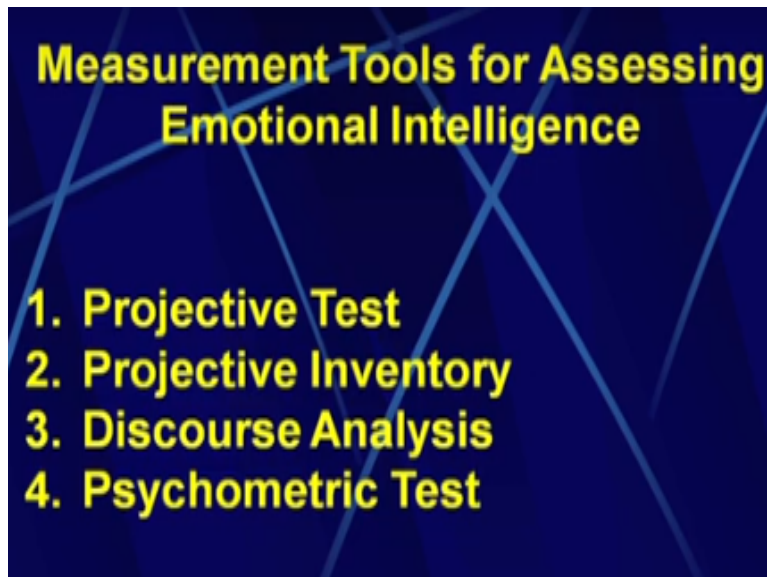 Measurement Tools for Assessing
Emotional Intelligence
1. Projective Test
2. Projective Inventory
3. Discourse Analysis
4. Psychometric Test